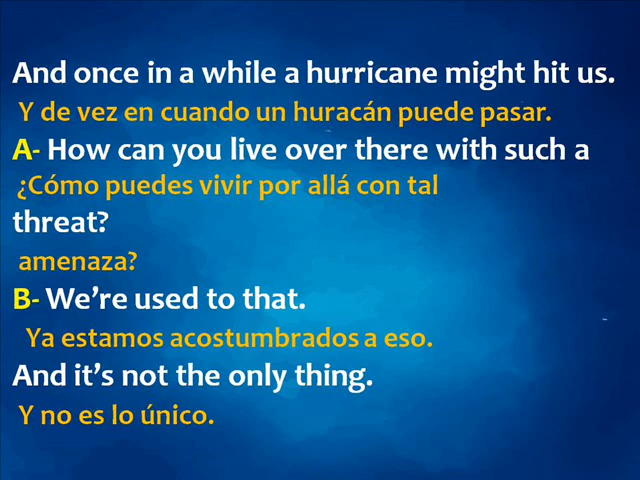 And once in a while a hurricane might hit us.
Y de vez en cuando un huracán puede pasar.
A- How can you live over there with such a
¿Cómo puedes vivir por allá con tal
threat?
amenaza?
B- We're used to that.
Ya estamos acostumbrados a eso.
And it's not the only thing.
Y no es lo único.